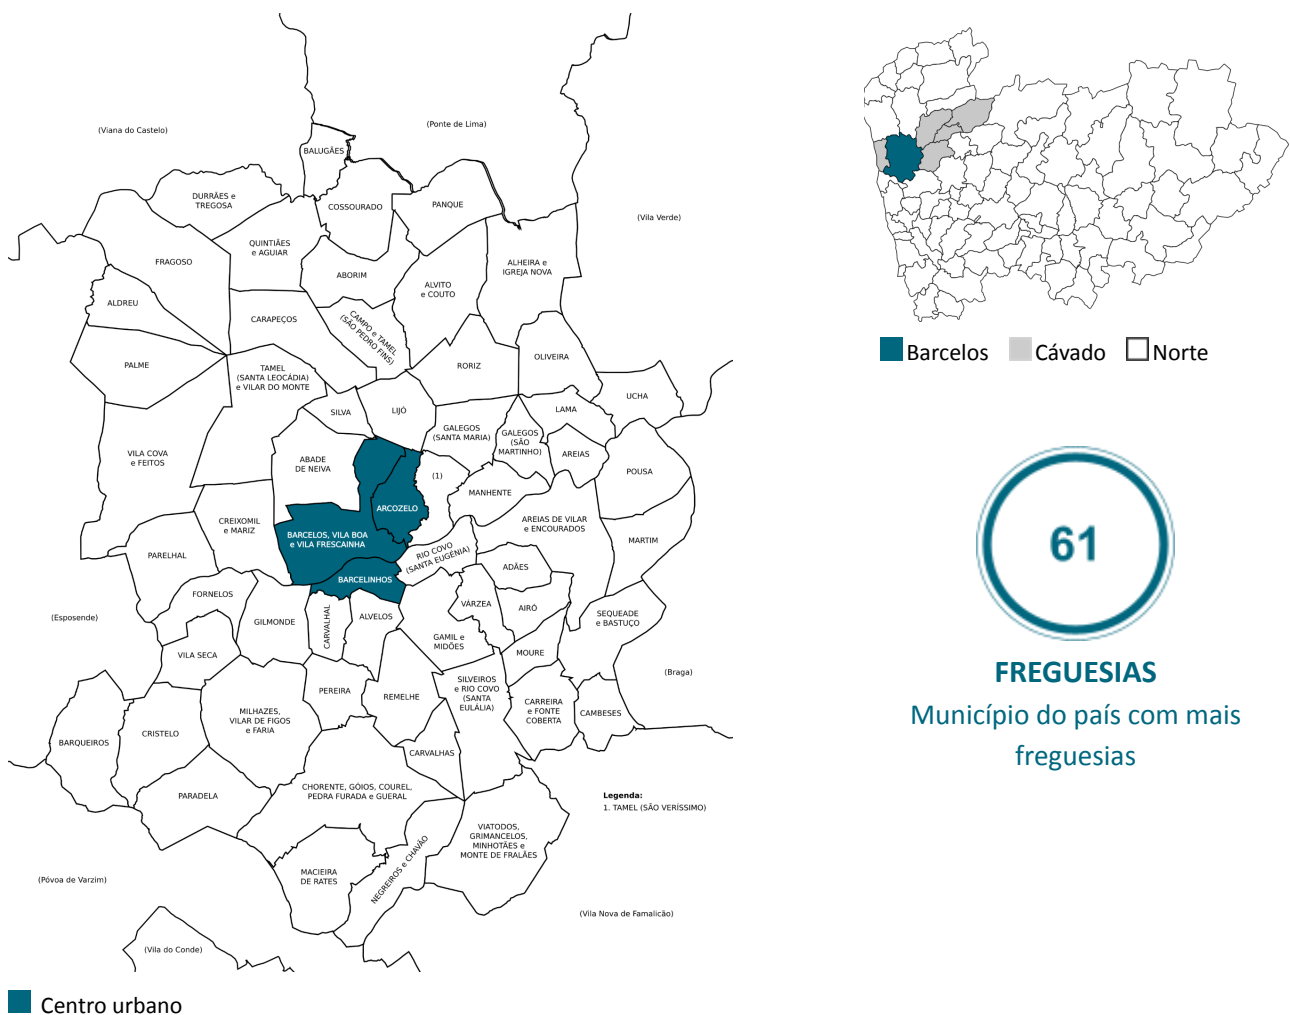 (Viana do Castelo)
(Ponte de Lima)
BALUGÃES
DURRÃES e
TREGOSA
COSSOURADO
PANQUE
(Vila Verde)
QUINTIÃES
e AGUIAR
FRAGOSO
ABORIM
ALHEIRA e
IGREJA NOVA
ALVITO
e COUTO
ALDREU
CARAPEÇOS
CAMPO e TAMEL
(SÃO PEDRO FINS)
PALME
TAMEL
(SANTA LEOCÁDIA)
e VILAR DO MONTE
RORIZ
OLIVEIRA
UCHA
SILVA
LIJÓ
LAMA
GALEGOS
(SANTA MARIA)
GALEGOS
(SÃO
MARTINHO)
AREIAS
VILA COVA
e FEITOS
ABADE
DE NEIVA
(1)
POUSA
MANHENTE
ARCOZELO
CREIXOMIL
e MARIZ
AREIAS DE VILAR
e ENCOURADOS
BARCELOS, VILA BOA
e VILA FRESCAINHA
MARTIM
PARELHAL
RIO COVO
(SANTA EUGÉNIA)
ADÃES
BARCELINHOS
FORNELOS
VÁRZEA
AIRÓ
(Esposende)
GILMONDE
CARVALHAL
ALVELOS
SEQUEADE
e BASTUÇO
GAMIL e
MIDÕES
VILA SECA
MOURE
(Braga)
PEREIRA
REMELHE
SILVEIROS
e RIO COVO
(SANTA
EULÁLIA)
CARREIRA
e FONTE
COBERTA
CAMBESES
MILHAZES,
VILAR DE FIGOS
e FARIA
CRISTELO
BARQUEIROS
CARVALHAS
PARADELA
CHORENTE, GÓIOS, COUREL,
PEDRA FURADA e GUERAL
Legenda:
1. TAMEL (SÃO VERÍSSIMO)
VIATODOS,
GRIMANCELOS,
MINHOTÃES e
MONTE DE FRALÃES
MACIEIRA
DE RATES
NEGREIROS e CHAVÃO
(Póvoa de Varzim)
(Vila Nova de Famalicão)
(Vila do Conde)
Centro urbano
Barcelos Cávado Norte
61
FREGUESIAS
Município do país com mais
freguesias